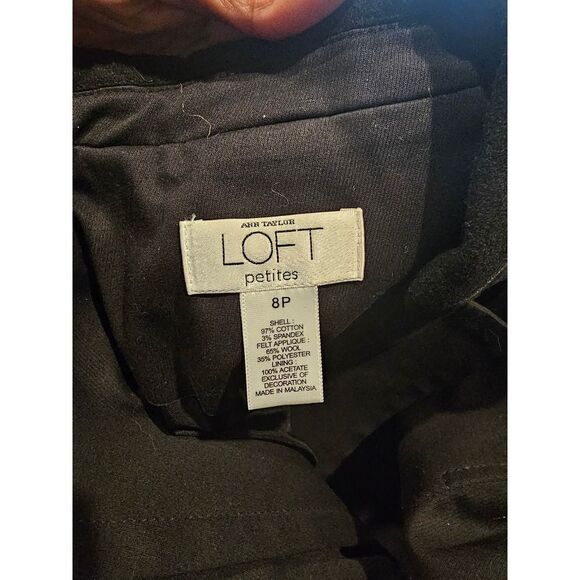 ANN TAYLOR
LOFT
petites
8P
SHELL :
97% COTTON
3% SPANDEX
FELT APPLIQUE :
65% WOOL
35% POLYESTER
LINING :
100% ACETATE
EXCLUSIVE OF
DECORATION
MADE IN MALAYSIA